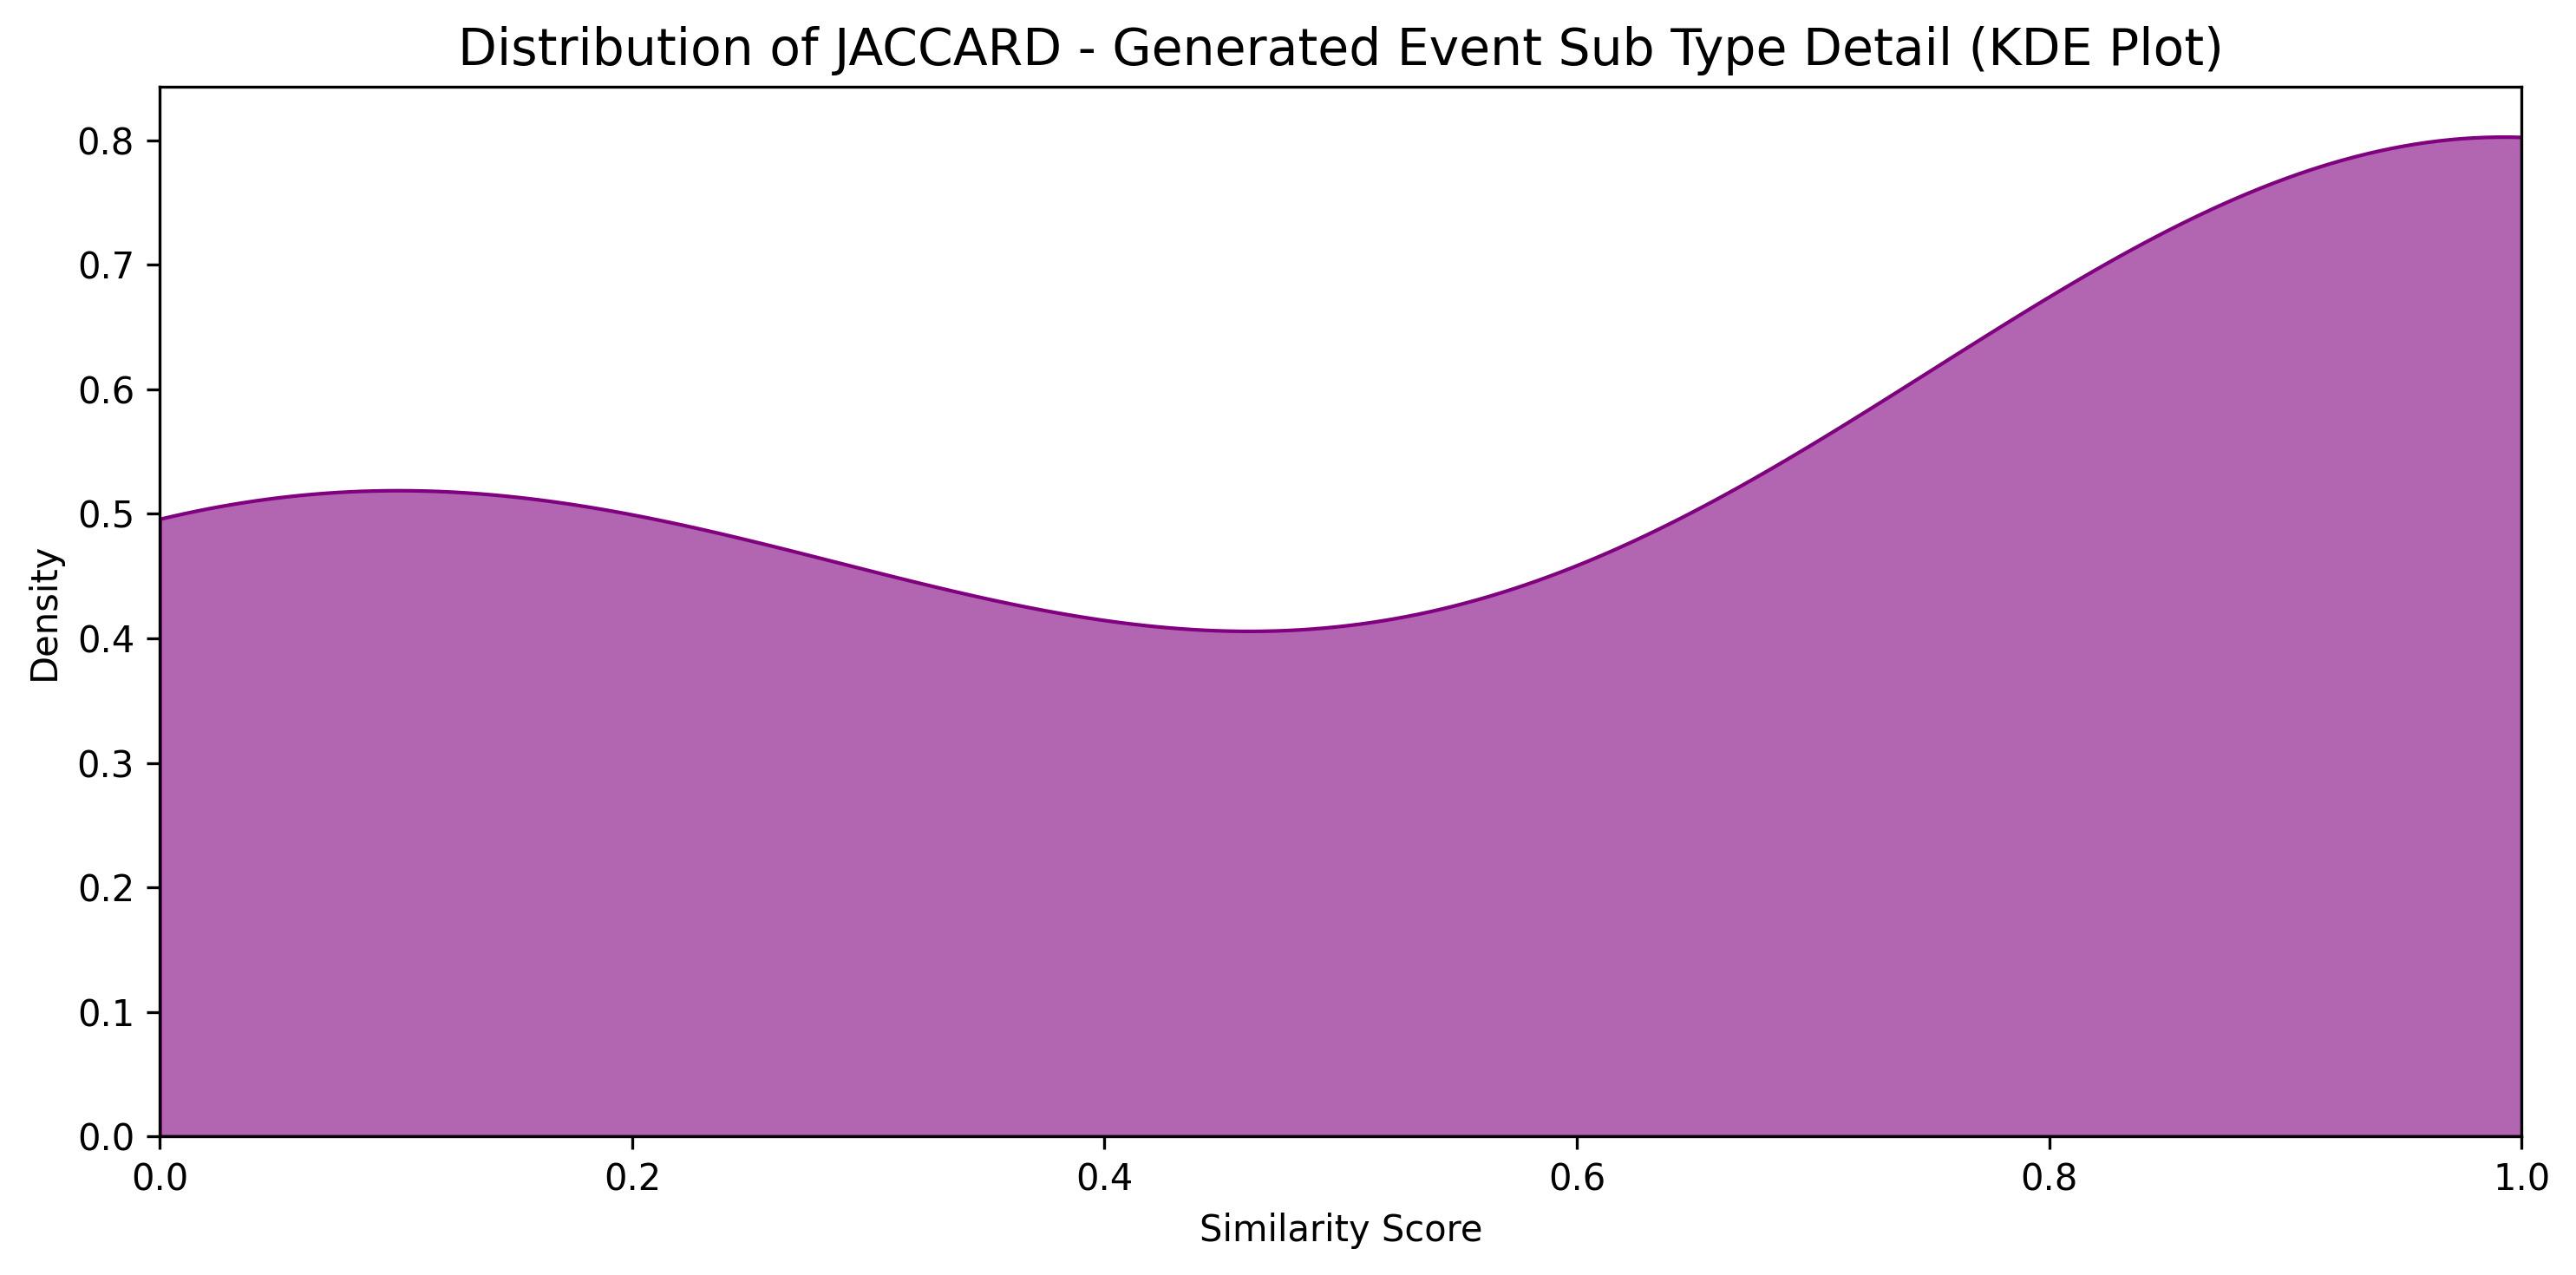 Distribution of JACCARD - Generated Event Sub Type Detail (KDE Plot)
Density
0.8
0.7
0.6
0.5
0.4
0.3
0.2
0.1
0.0
0.0 0.2 0.4 0.6 0.8 1.0
Similarity Score